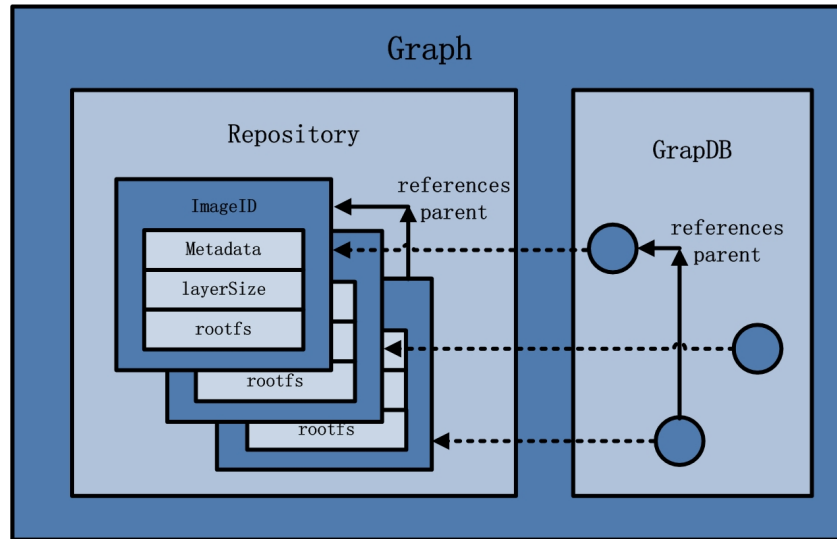 Graph
Repository
GrapDB
references
parent
ImageID
references
parent
Metadata
layerSize
rootfs
rootfs
rootfs